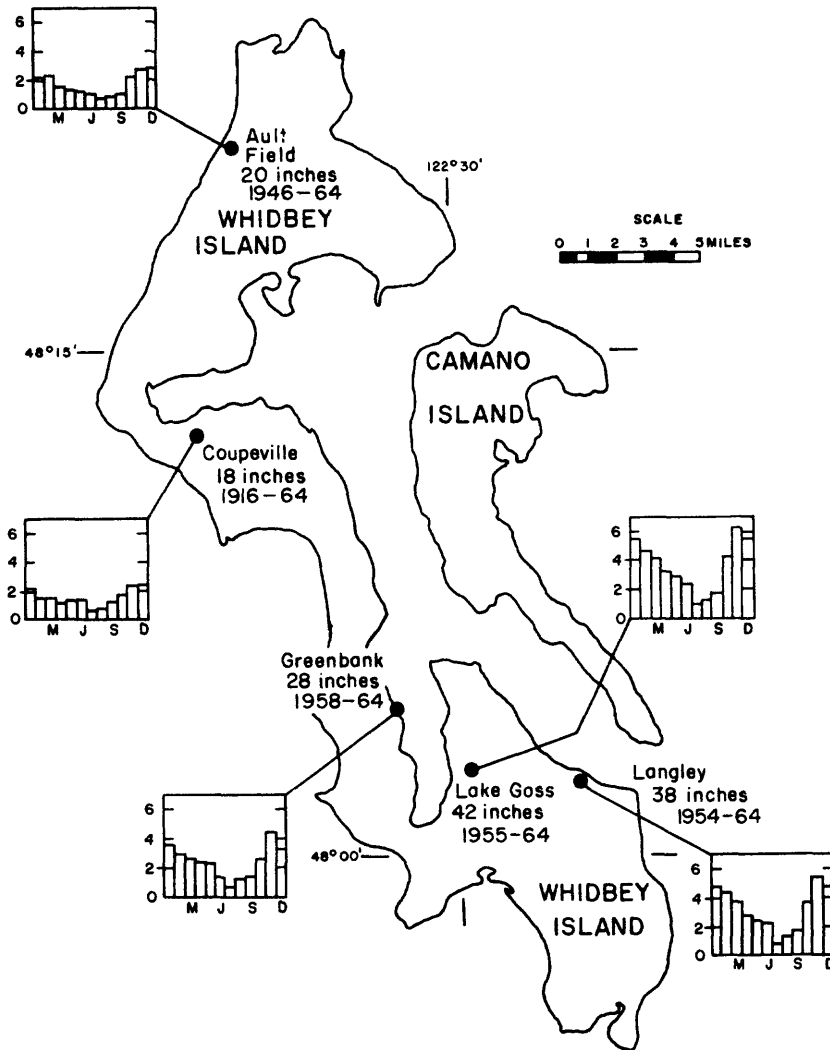 6
4
2
0
M J S D
Ault
Field
20 inches
1946-64
122°30'
WHIDBEY
ISLAND
SCALE
0 1 2 3 4 5 MILES
48°15'
CAMANO
ISLAND
Coupeville
18 inches
1916-64
6
4
2
0
M J S D
6
4
2
0
M J S D
Greenbank
28 inches
1958-64
Lake Goss
42 inches
1955-64
Langley
38 inches
1954-64
6
4
2
0
M J S D
48°00'
WHIDBEY
ISLAND
6
4
2
0
M J S D